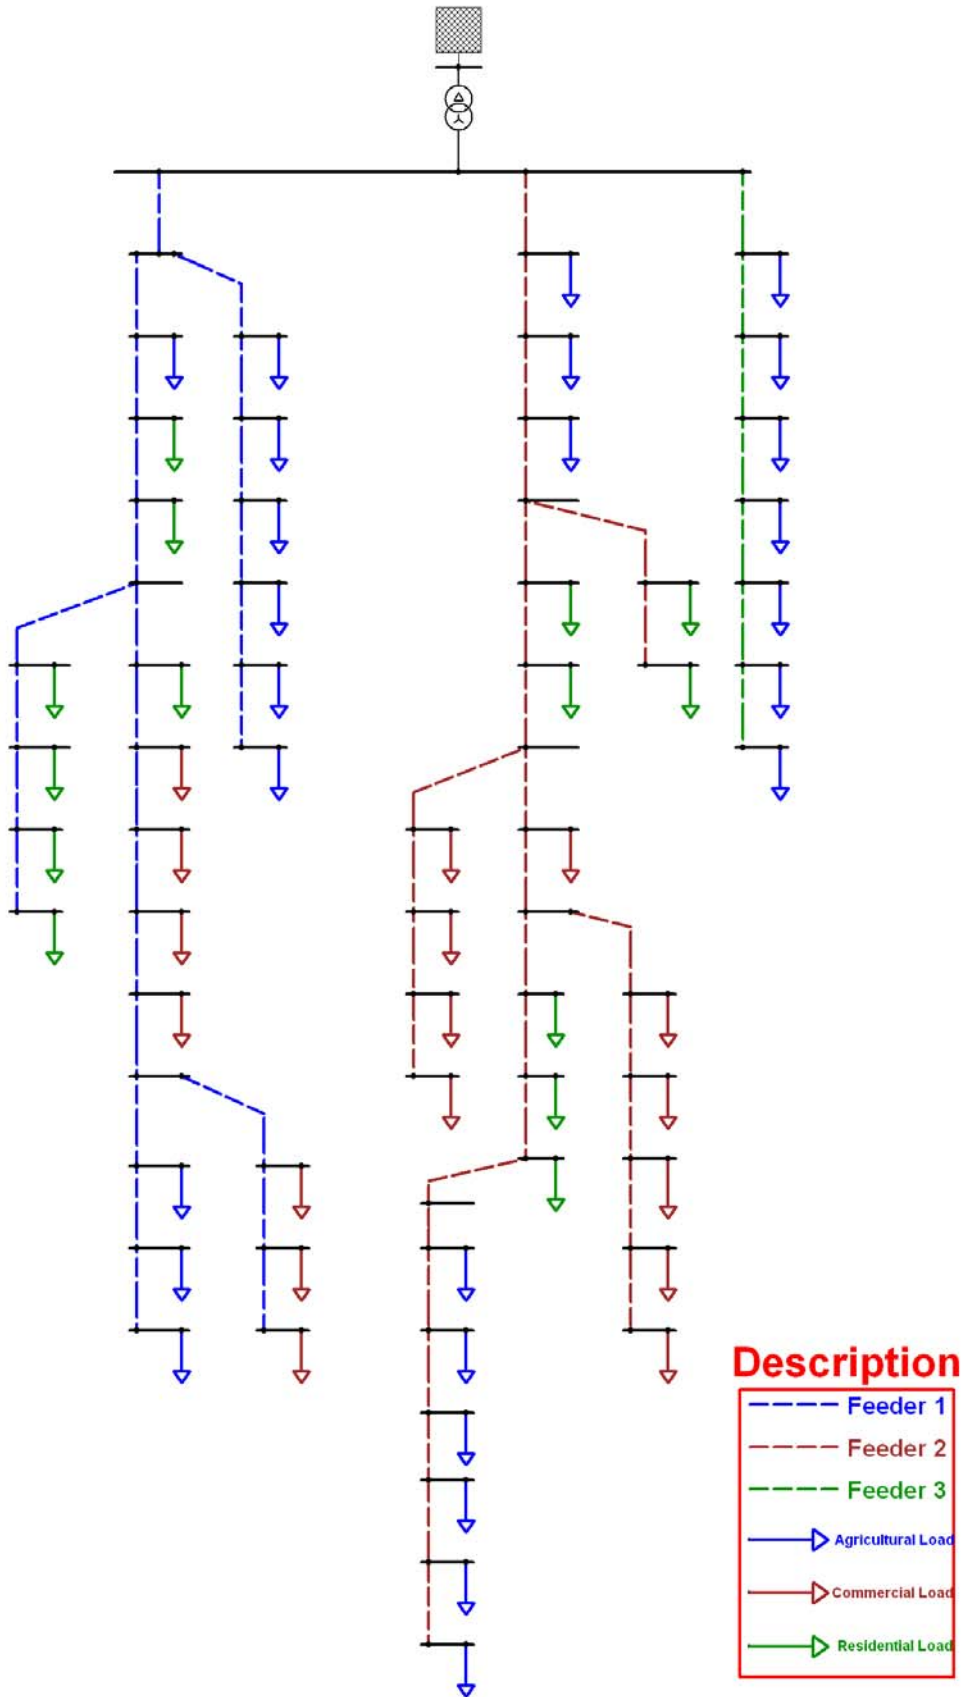 Description
Feeder 1
Feeder 2
Feeder 3
Agricultural Load
Commercial Load
Residential Load